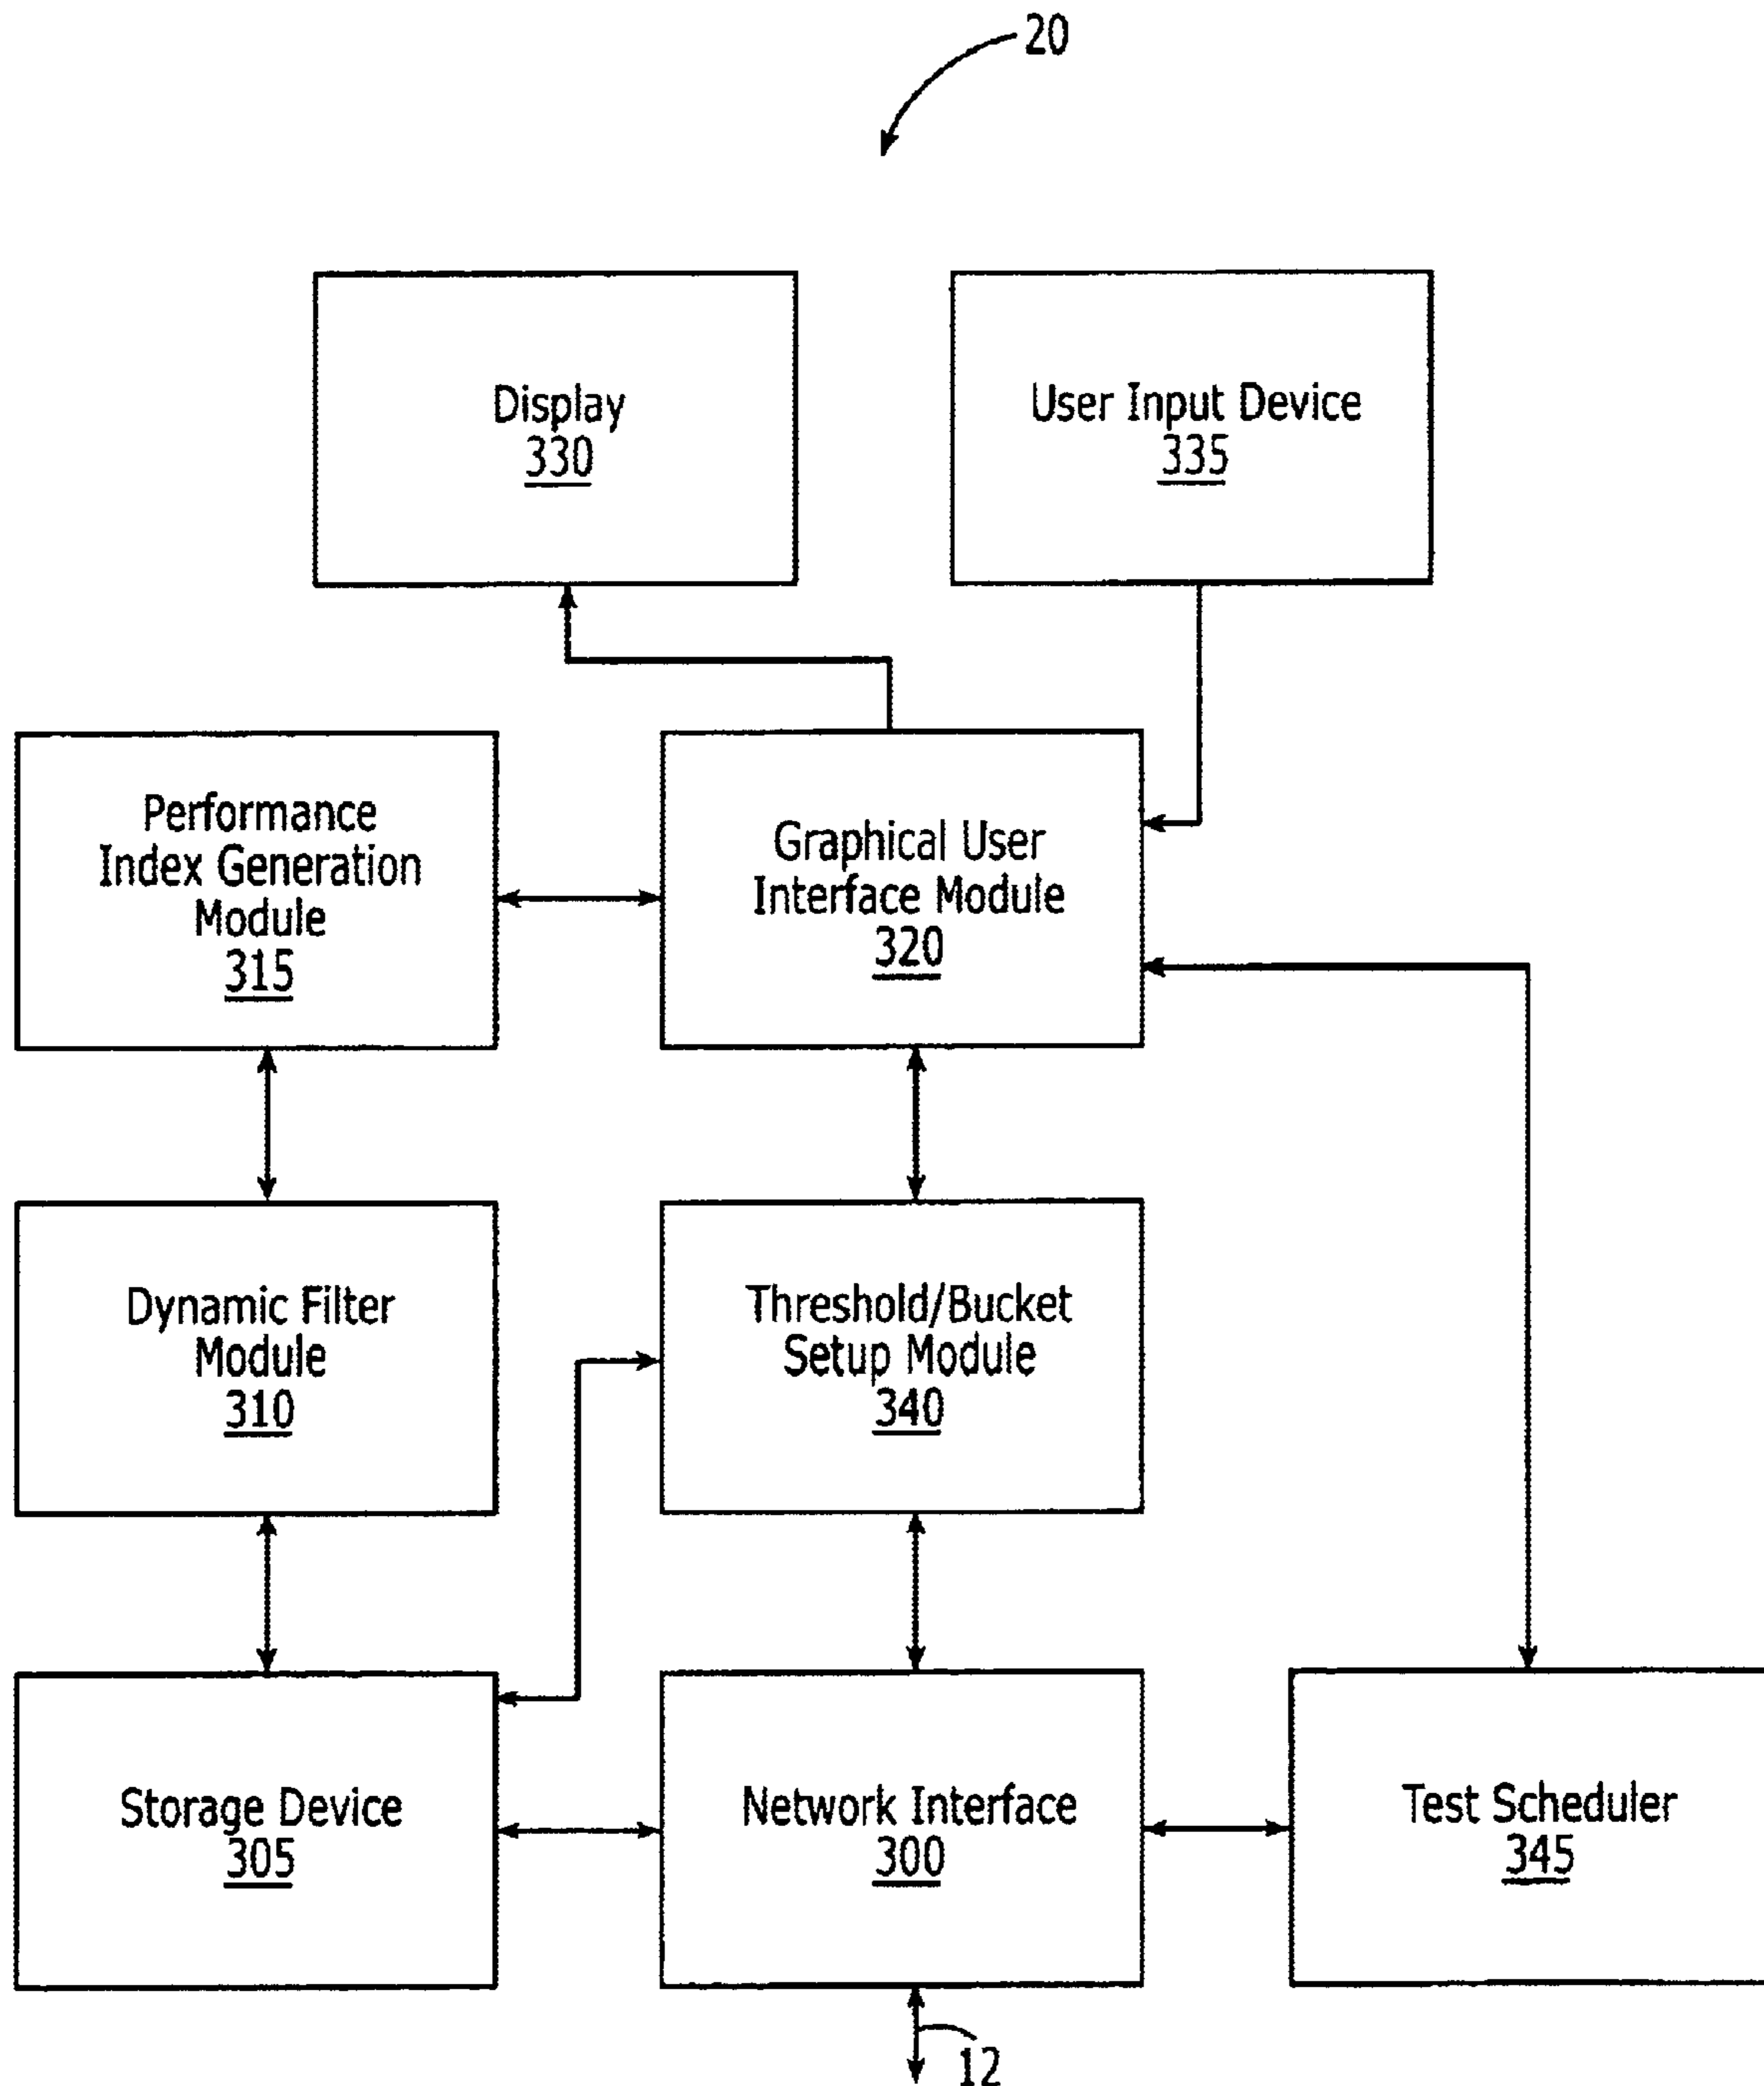 20
Display
330
User Input Device
335
Performance
Index Generation
Module
315
Graphical User
Interface Module
320
Dynamic Filter
Module
310
Threshold/Bucket
Setup Module
340
Storage Device
305
Network Interface
300
Test Scheduler
345
12